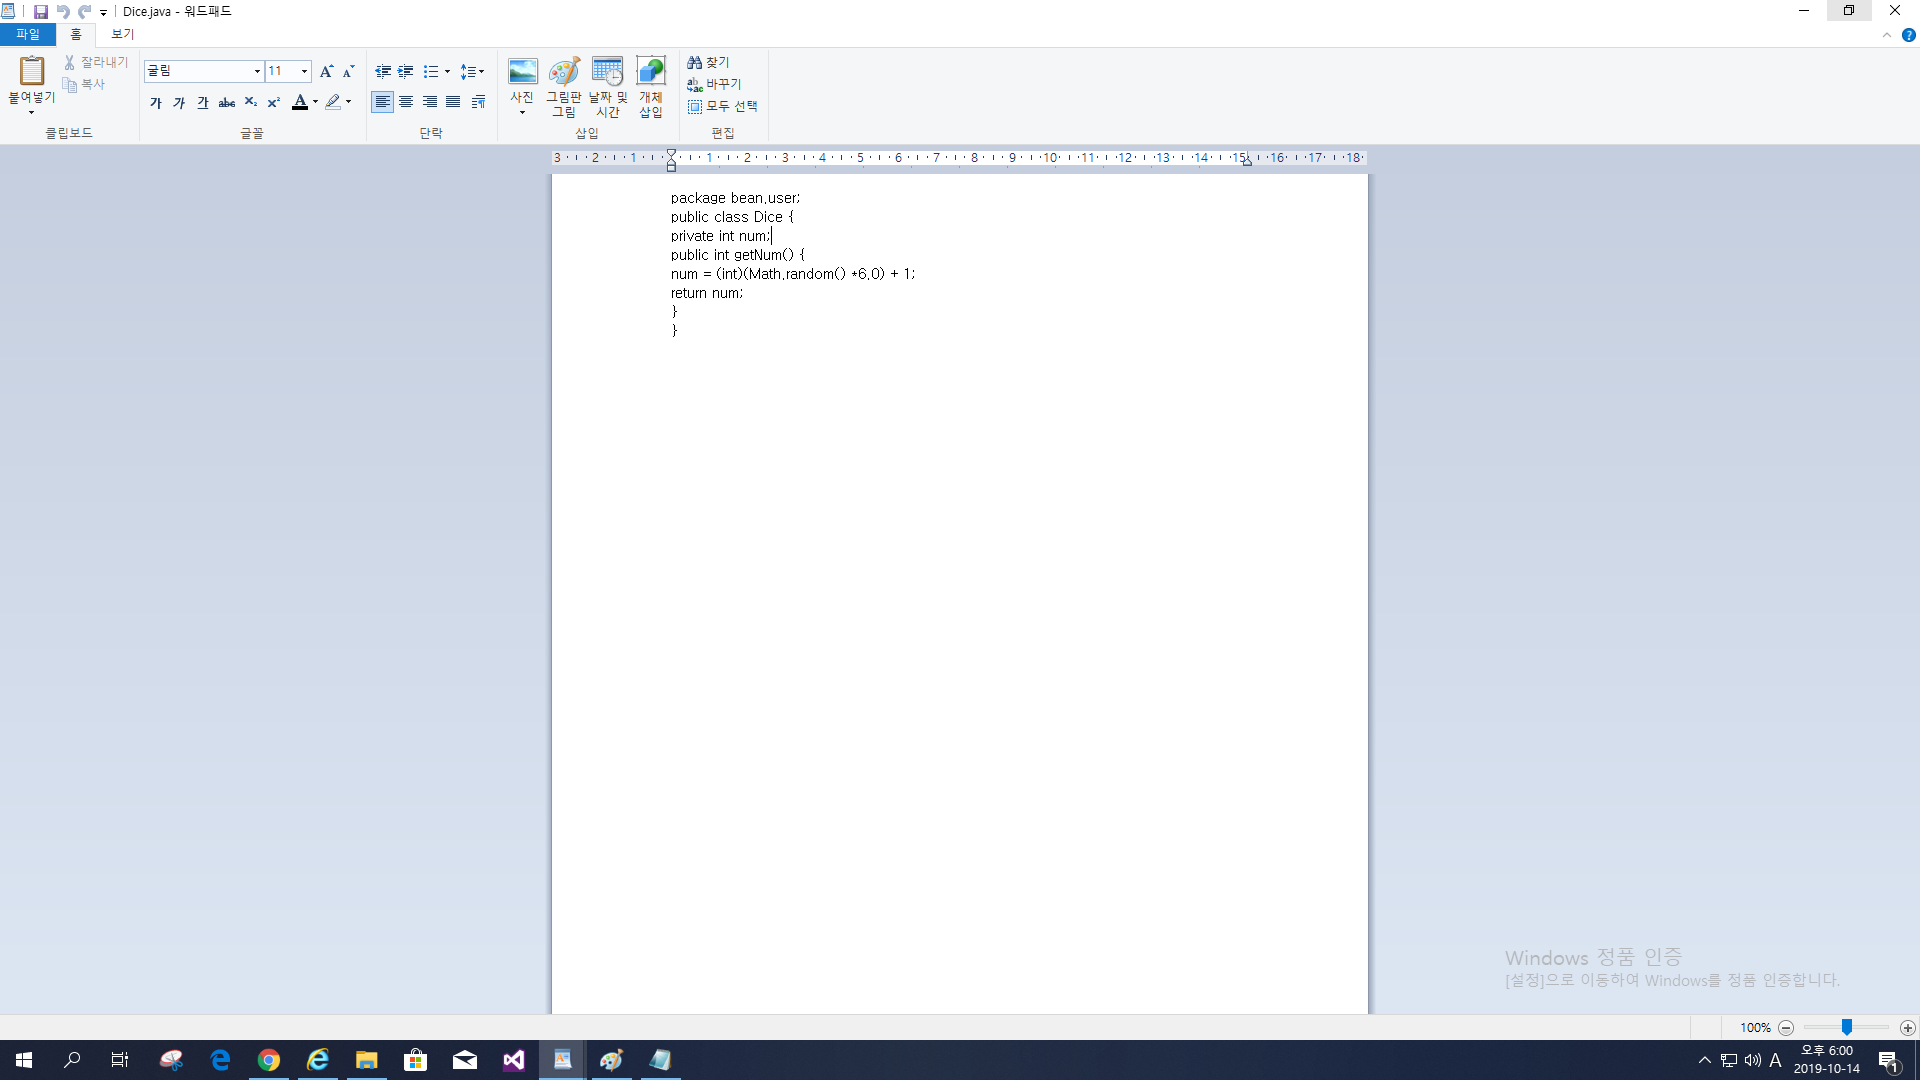 Dice.java - 워드패드
파일 홈 보기
붙여넣기
잘라내기
복사
클립보드
굴림 11
가 가 가 abc X₂ X² A
글꼴
단락
사진
그림판 그림
날짜 및 시간
개체 삽입
삽입
찾기
바꾸기
모두 선택
편집
3 2 1 1 2 3 4 5 6 7 8 9 10 11 12 13 14 15 16 17 18
package bean.user;
public class Dice {
private int num;
public int getNum() {
num = (int)(Math.random() *6.0) + 1;
return num;
}
}
Windows 정품 인증
[설정]으로 이동하여 Windows를 정품 인증합니다.
100%
A
오후 6:00
2019-10-14
1